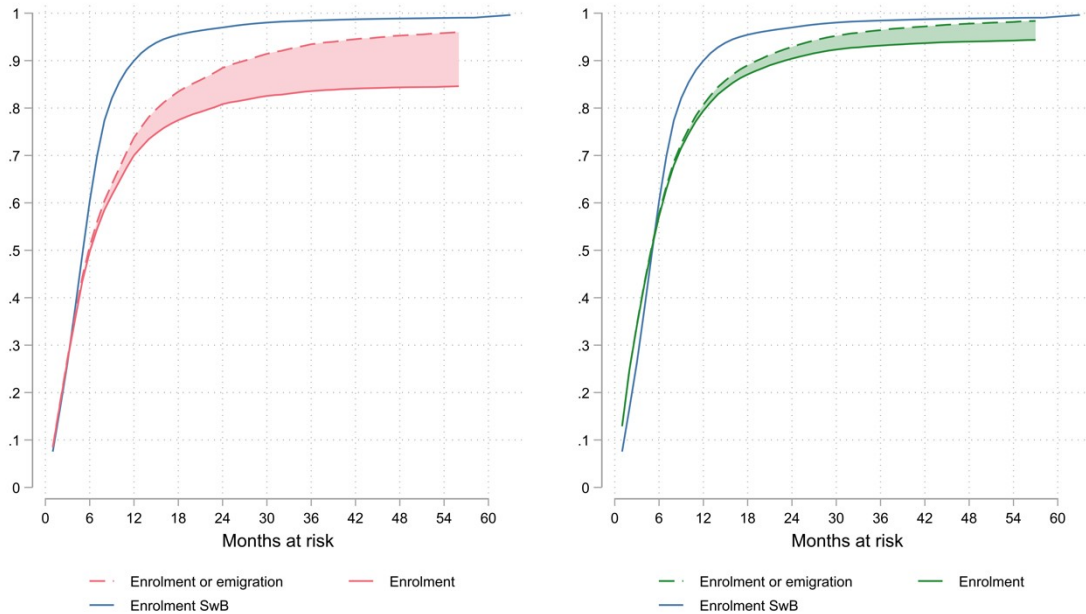 1
.9
.8
.7
.6
.5
.4
.3
.2
.1
0
0 6 12 18 24 30 36 42 48 54 60
Months at risk
Enrolment or emigration Enrolment
Enrolment SwB
1
.9
.8
.7
.6
.5
.4
.3
.2
.1
0
0 6 12 18 24 30 36 42 48 54 60
Months at risk
Enrolment or emigration Enrolment
Enrolment SwB